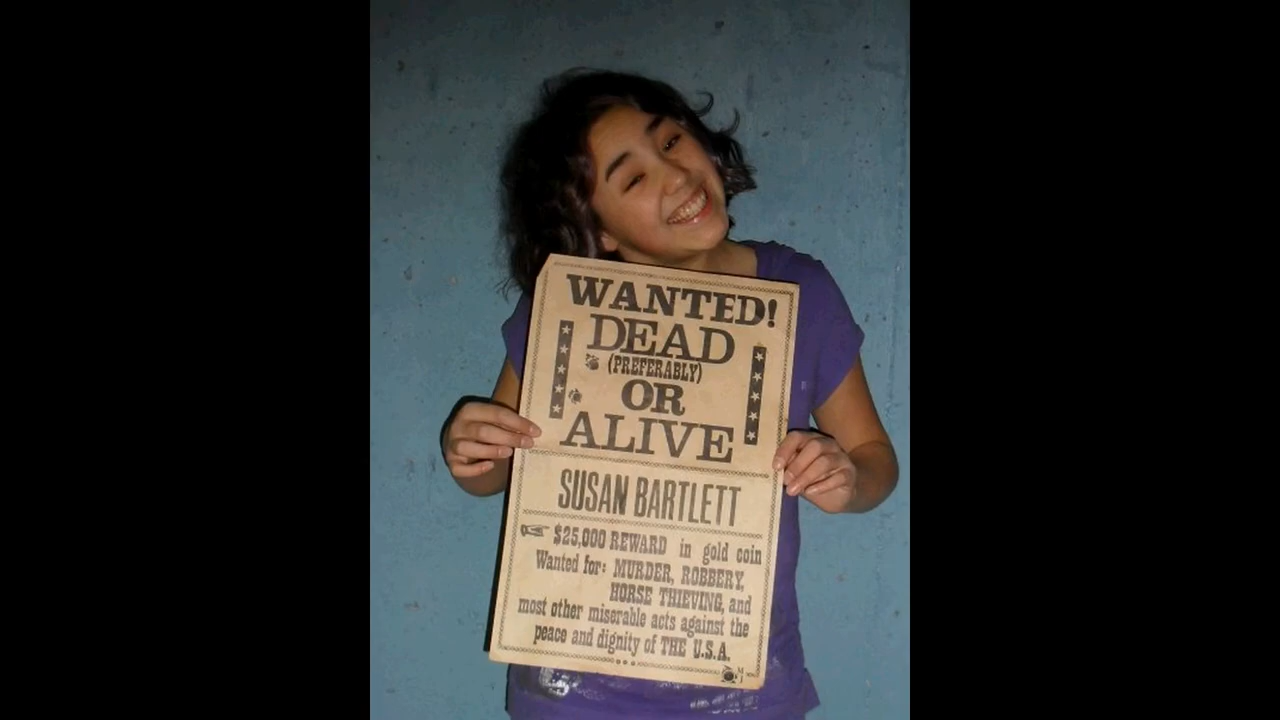 WANTED!
DEAD
(PREFERABLY)
OR
ALIVE
SUSAN BARTLETT
$25,000 REWARD in gold coin
Wanted for: MURDER, ROBBERY,
HORSE THIEVING, and
most other miserable acts against the
peace and dignity of THE U.S.A.